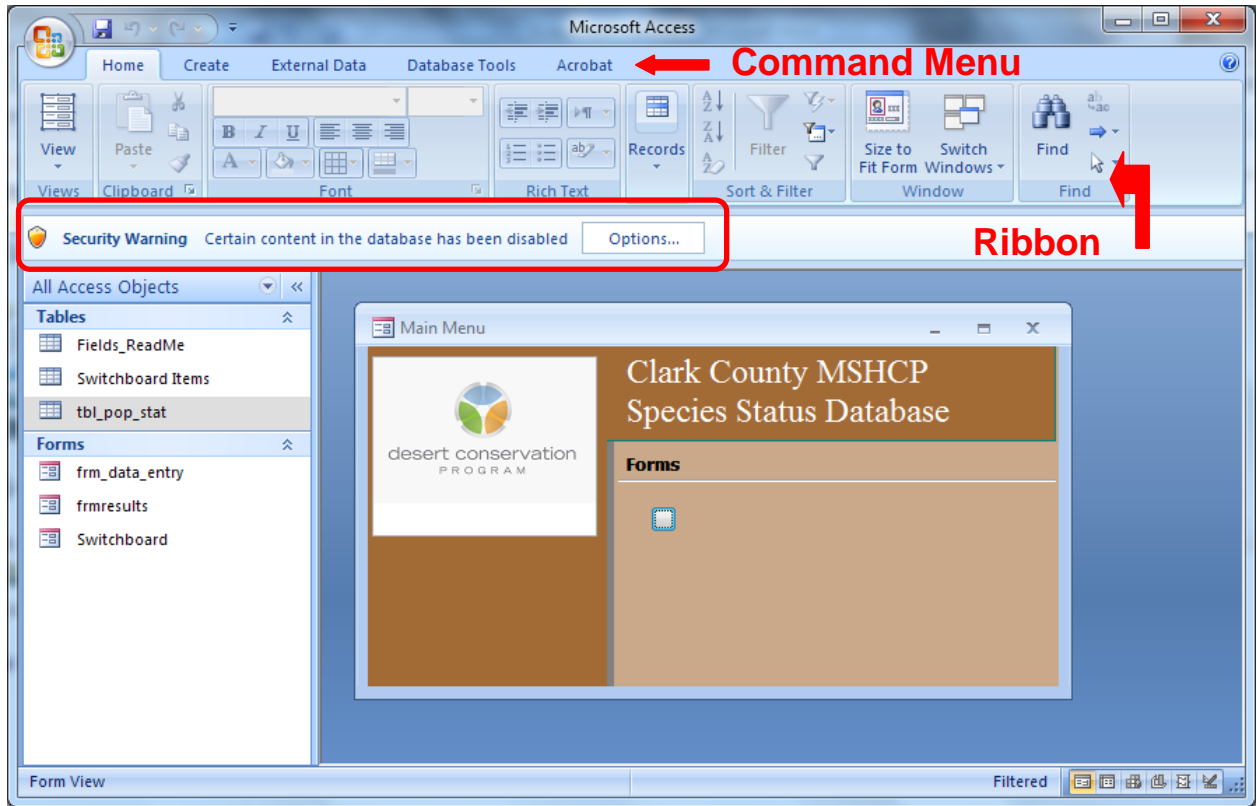 Microsoft Access
Home Create External Data Database Tools Acrobat Command Menu
View Paste B I U A Records Filter Size to Fit Form Switch Windows Find
Views Clipboard Font Rich Text Sort & Filter Window Find
Security Warning Certain content in the database has been disabled Options...
Ribbon
All Access Objects
Tables
Fields_ReadMe
Switchboard Items
tbl_pop_stat
Forms
frm_data_entry
frmresults
Switchboard
Main Menu
desert conservation
PROGRAM
Clark County MSHCP
Species Status Database
Forms
Form View Filtered